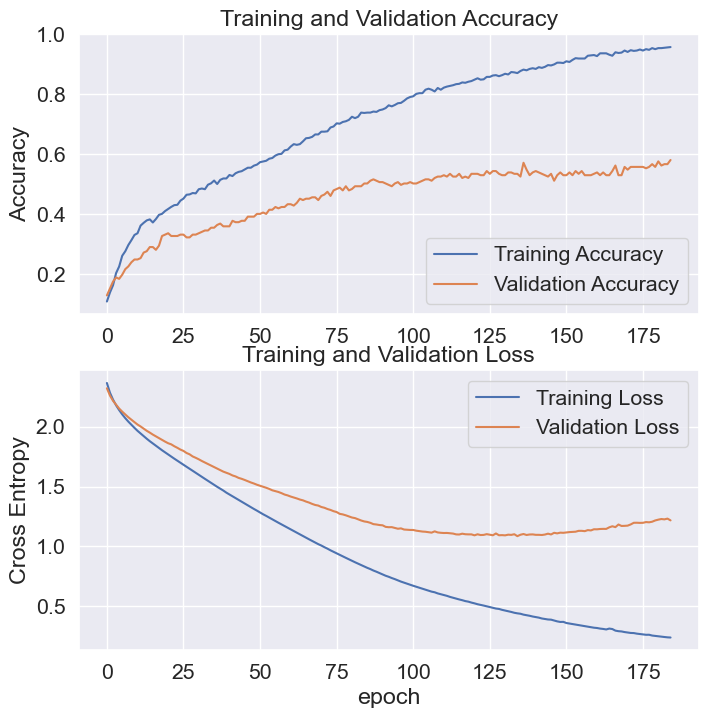 Training and Validation Accuracy
1.0
0.8
0.6
0.4
0.2
Accuracy
Training Accuracy
Validation Accuracy
0 25 50 75 100 125 150 175
Training and Validation Loss
2.0
1.5
1.0
0.5
Cross Entropy
Training Loss
Validation Loss
0 25 50 75 100 125 150 175
epoch